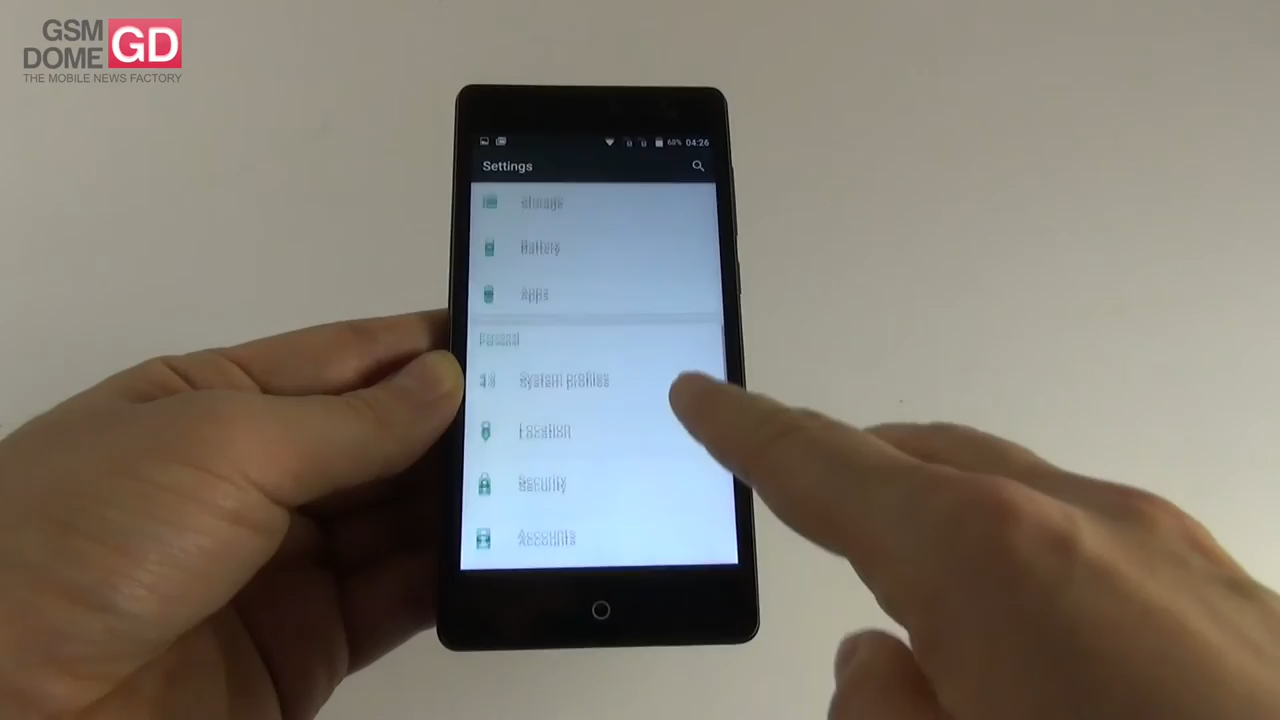 GSM
DOME GD
THE MOBILE NEWS FACTORY
68% 04:26
Settings
Storage
Battery
Apps
Personal
System profiles
Location
Security
Accounts